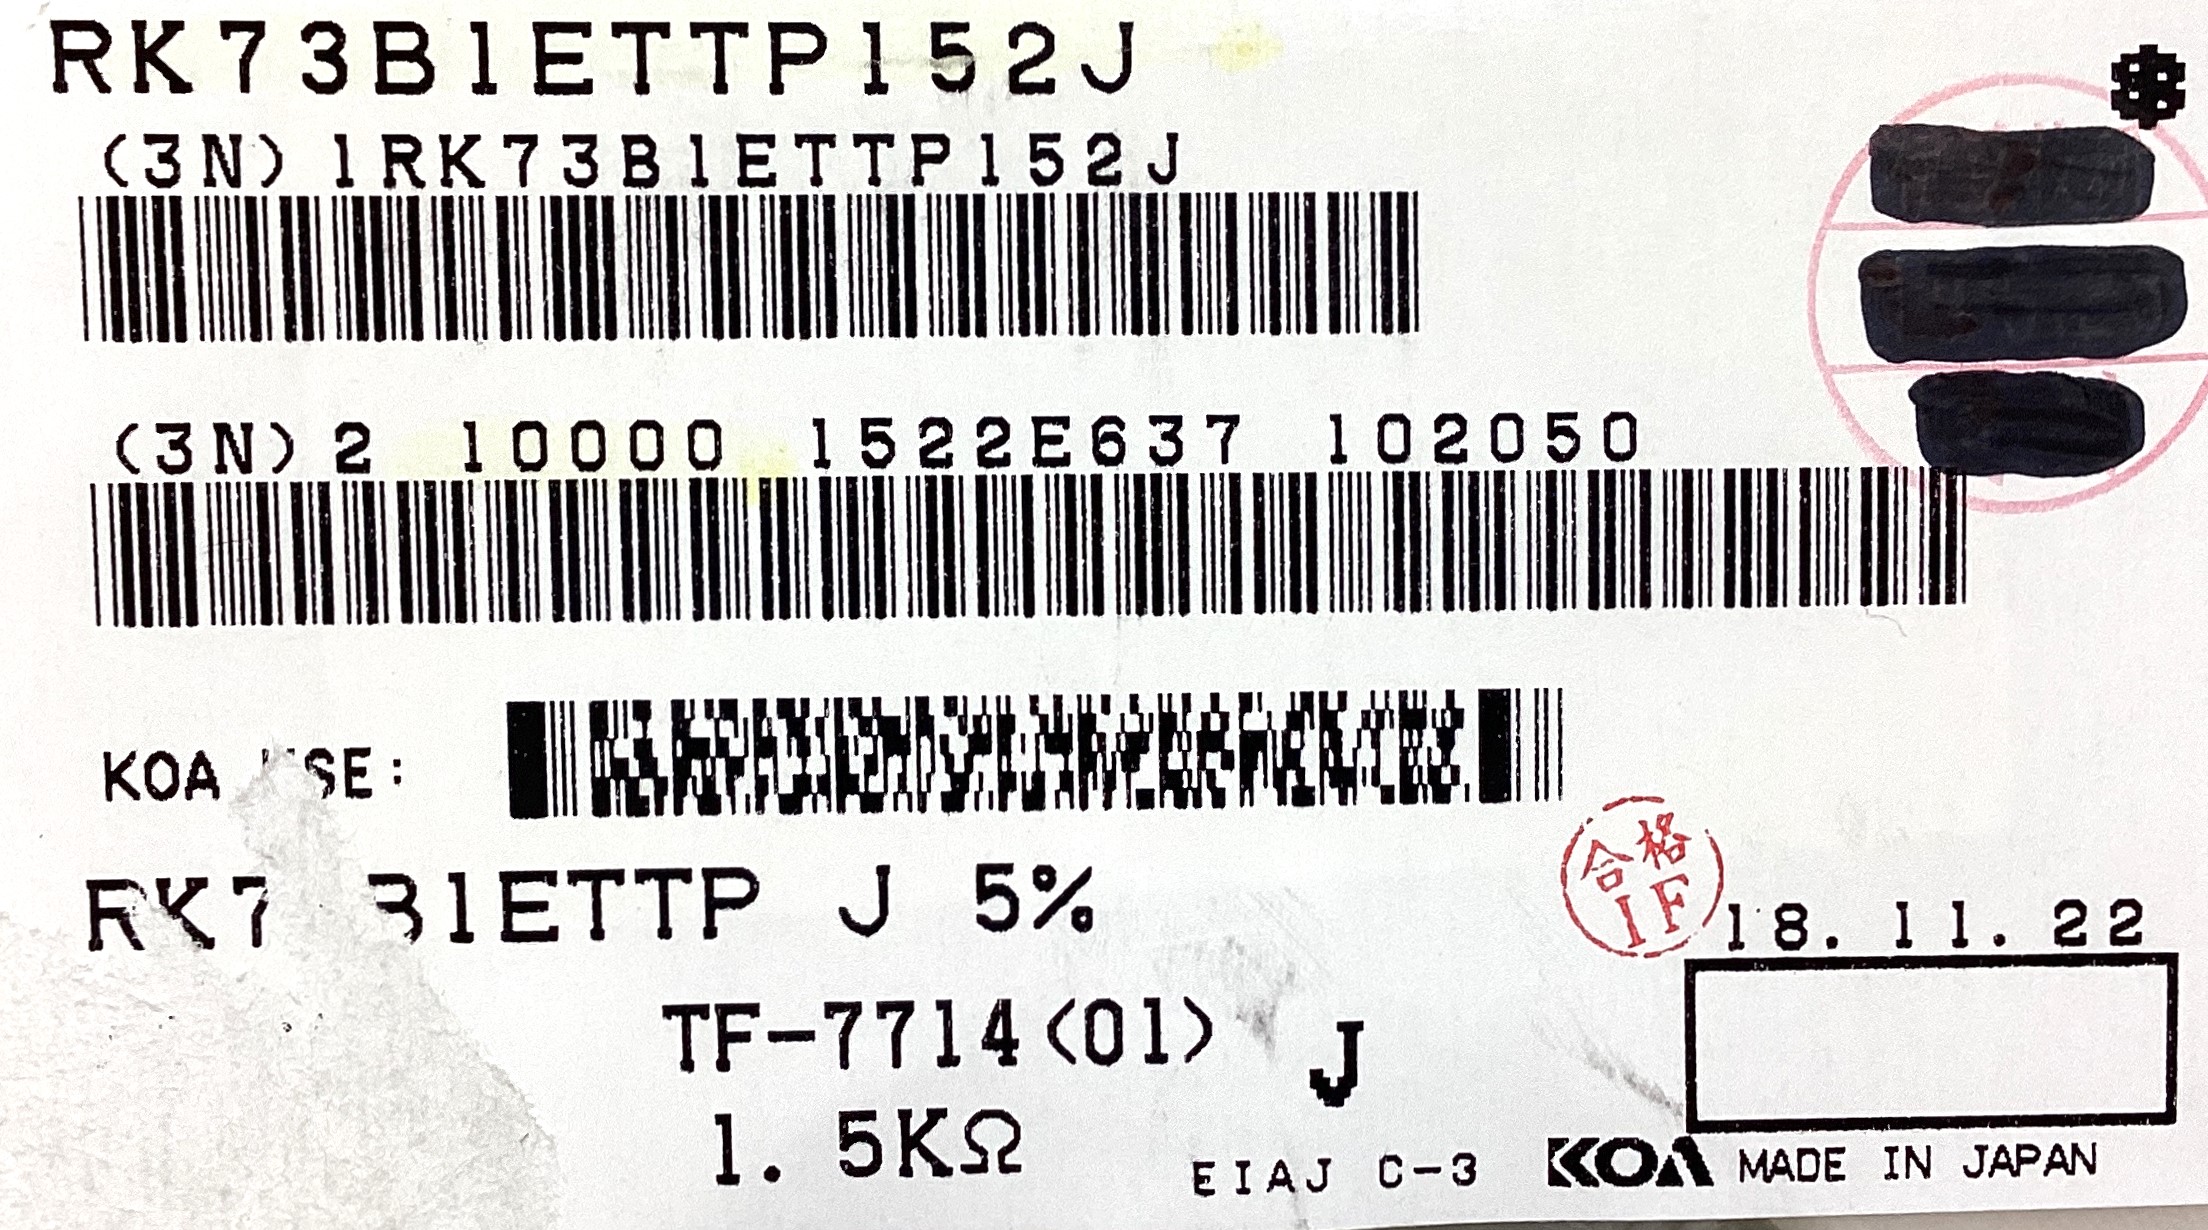 RK73B1ETTP152J
(3N) 1RK73B1ETTP152J
(3N) 2 10000 1522E637 102050
KOA SE:
RK7 B1ETTP J 5%
合格
IF
18. 11. 22
TF-7714(01) J
1. 5KΩ
EIAJ C-3
KOA MADE IN JAPAN